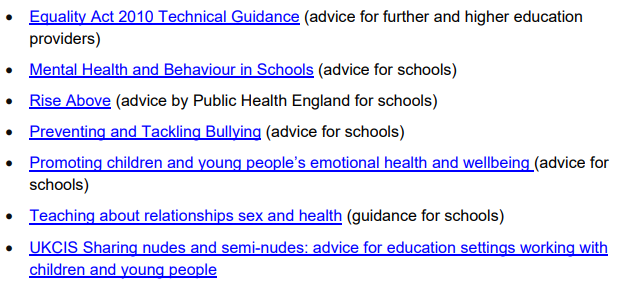 • Equality Act 2010 Technical Guidance (advice for further and higher education
providers)
• Mental Health and Behaviour in Schools (advice for schools)
• Rise Above (advice by Public Health England for schools)
• Preventing and Tackling Bullying (advice for schools)
• Promoting children and young people’s emotional health and wellbeing (advice for
schools)
• Teaching about relationships sex and health (guidance for schools)
• UKCIS Sharing nudes and semi-nudes: advice for education settings working with
children and young people